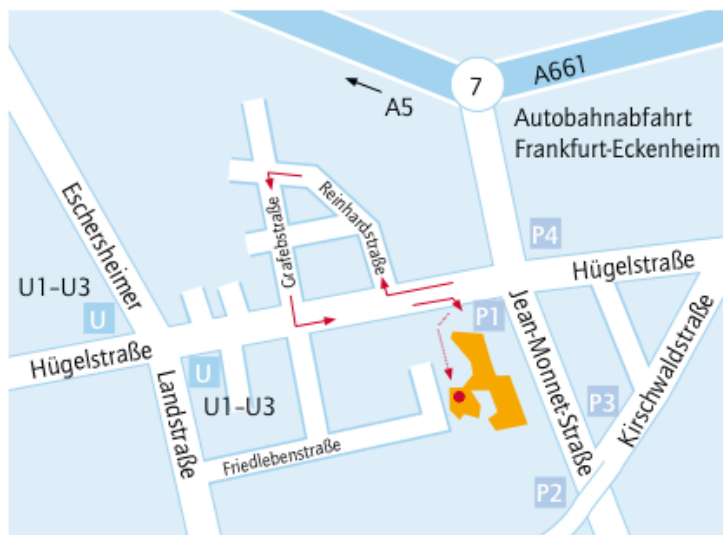 7
A661
A5
Autobahnabfahrt
Frankfurt-Eckenheim
Eschersheimer
Landstraße
Grafebstraße
Reinhardstraße
P4
Hügelstraße
U1–U3
U
P1
Jean-Monnet-Straße
Hügelstraße
U
U1–U3
P3
Kirschwaldstraße
Friedlebenstraße
P2